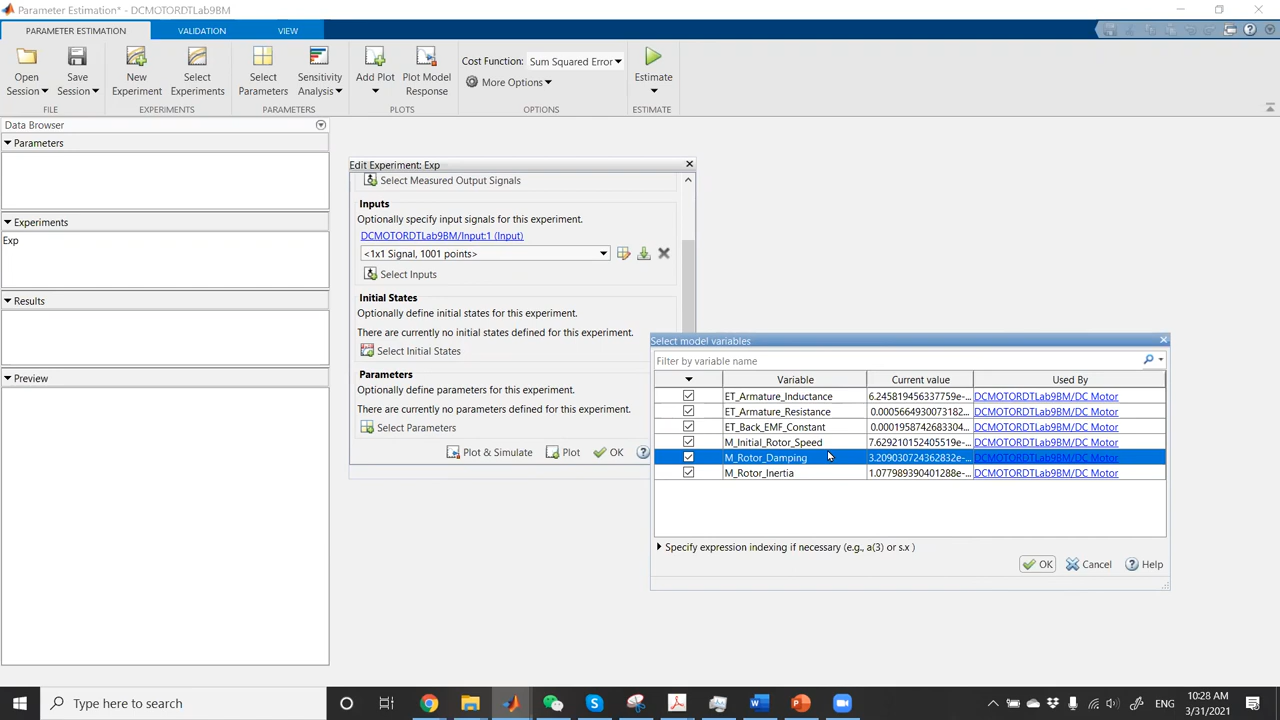 Parameter Estimation* - DCMOTORDTLab9BM
PARAMETER ESTIMATION VALIDATION VIEW
Open Session Save Session New Experiment Select Experiments Select Parameters Sensitivity Analysis Add Plot Plot Model Response
Cost Function: Sum Squared Error
More Options
Estimate
FILE EXPERIMENTS PARAMETERS PLOTS OPTIONS ESTIMATE
Data Browser
Parameters
Experiments
Exp
Results
Preview
Edit Experiment: Exp
Select Measured Output Signals
Inputs
Optionally specify input signals for this experiment.
DCMOTORDTLab9BM/Input:1 (Input)
<1x1 Signal, 1001 points>
Select Inputs
Initial States
Optionally define initial states for this experiment.
There are currently no initial states defined for this experiment.
Select Initial States
Parameters
Optionally define parameters for this experiment.
There are currently no parameters defined for this experiment.
Select Parameters
Plot & Simulate Plot OK
Select model variables
Filter by variable name
Variable Current value Used By
ET_Armature_Inductance 6.245819456337759e-... DCMOTORDTLab9BM/DC Motor
ET_Armature_Resistance 0.0005664930073182... DCMOTORDTLab9BM/DC Motor
ET_Back_EMF_Constant 0.0001958742683304... DCMOTORDTLab9BM/DC Motor
M_Initial_Rotor_Speed 7.629210152405519e-... DCMOTORDTLab9BM/DC Motor
M_Rotor_Damping 3.209030724362832e-... DCMOTORDTLab9BM/DC Motor
M_Rotor_Inertia 1.077989390401288e-... DCMOTORDTLab9BM/DC Motor
Specify expression indexing if necessary (e.g., a(3) or s.x )
OK Cancel Help
Type here to search
ENG
10:28 AM
3/31/2021